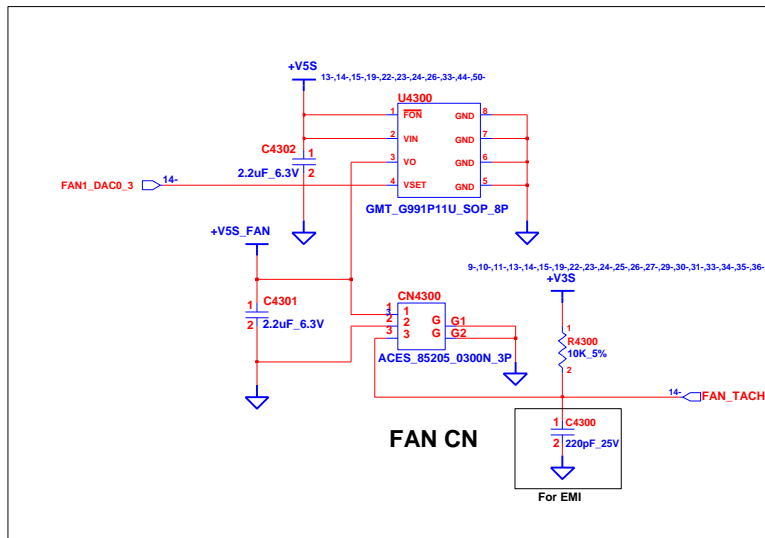 +V5S
13-,14-,15-,19-,22-,23-,24-,26-,33-,44-,50-
U4300
1 FON GND 8
2 VIN GND 7
3 VO GND 6
4 VSET GND 5
GMT_G991P11U_SOP_8P
C4302
1
2
2.2uF_6.3V
FAN1_DAC0_3 14-
+V5S_FAN
C4301
1
2
2.2uF_6.3V
CN4300
1 1
2 2 G G1
3 3 G G2
ACES_85205_0300N_3P
9-,10-,11-,13-,14-,15-,19-,22-,23-,24-,25-,26-,27-,29-,30-,31-,33-,34-,35-,36-
+V3S
1
R4300
10K_5%
2
14- FAN_TACH
FAN CN
C4300
1
2
220pF_25V
For EMI